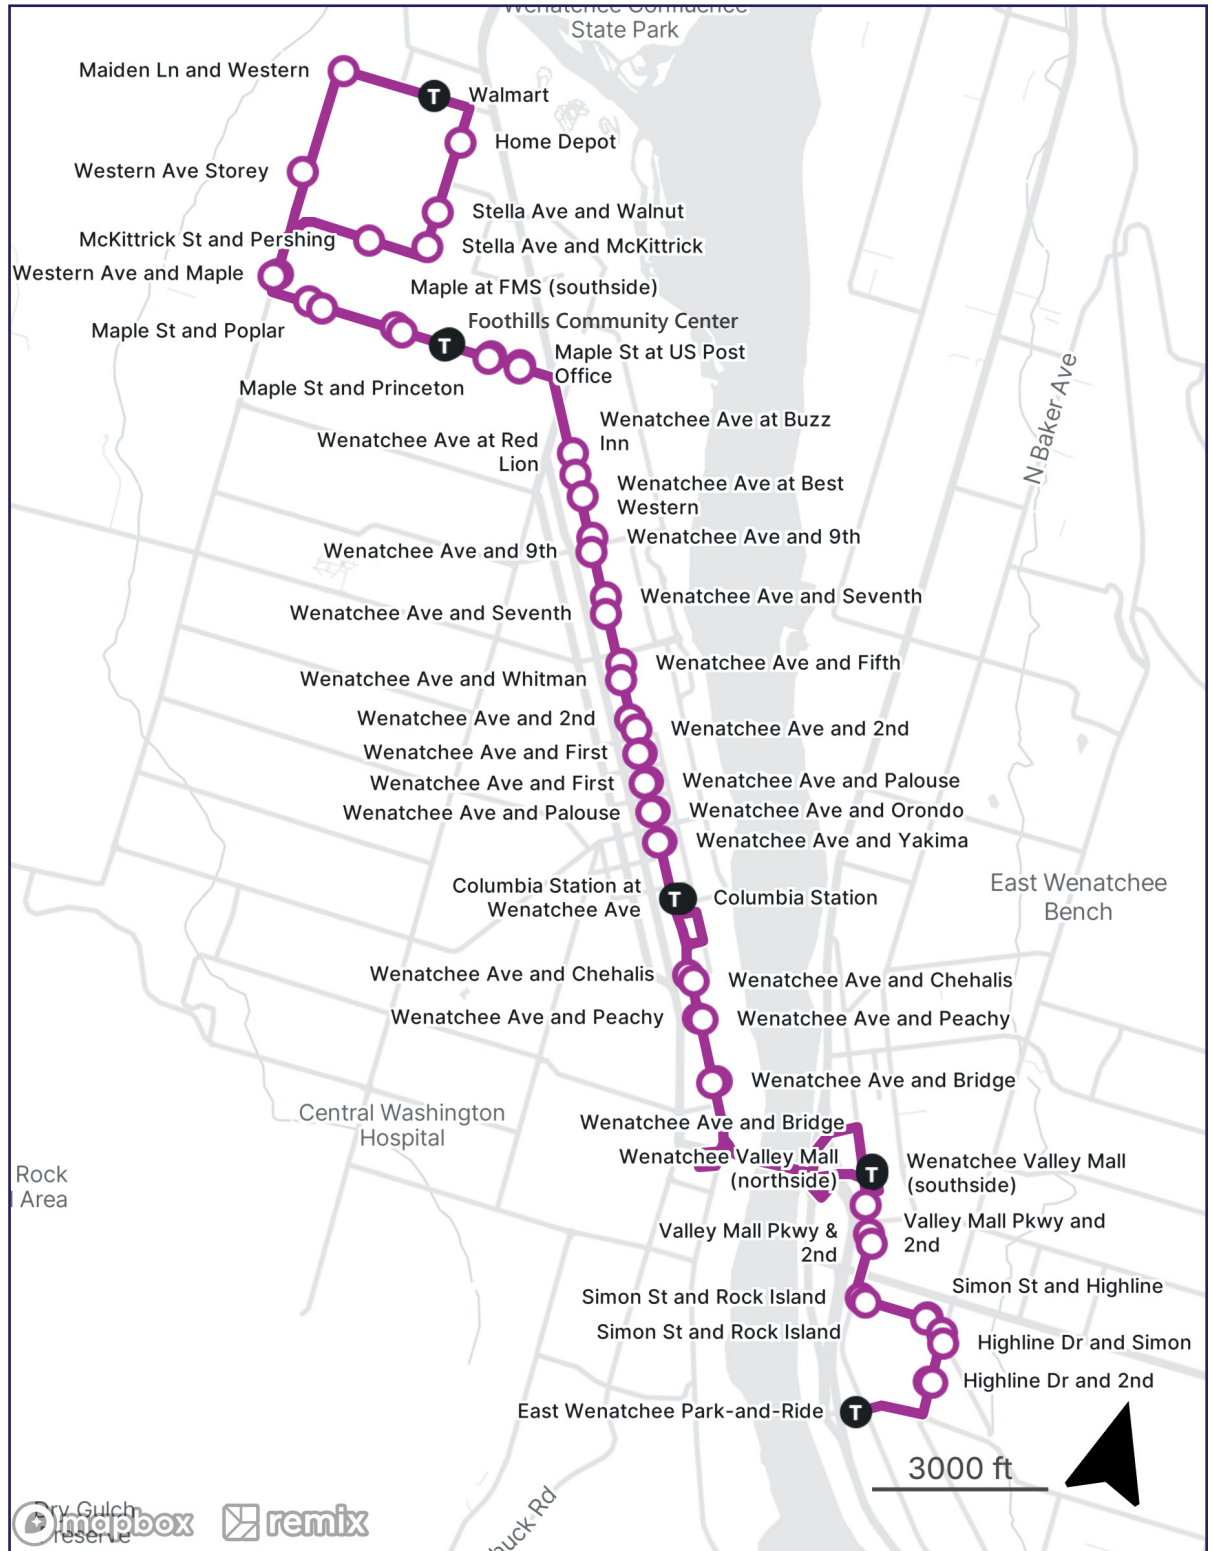 Wenatchee Confluence
State Park
Maiden Ln and Western
T
Walmart
Home Depot
Western Ave Storey
Stella Ave and Walnut
McKittrick St and Pershing
Stella Ave and McKittrick
Western Ave and Maple
Maple at FMS (southside)
Foothills Community Center
Maple St and Poplar
T
Maple St at US Post
Office
Maple St and Princeton
N Baker Ave
Wenatchee Ave at Buzz
Inn
Wenatchee Ave at Red
Lion
Wenatchee Ave at Best
Western
Wenatchee Ave and 9th
Wenatchee Ave and 9th
Wenatchee Ave and Seventh
Wenatchee Ave and Seventh
Wenatchee Ave and Fifth
Wenatchee Ave and Whitman
Wenatchee Ave and 2nd
Wenatchee Ave and 2nd
Wenatchee Ave and First
Wenatchee Ave and First
Wenatchee Ave and Palouse
Wenatchee Ave and Palouse
Wenatchee Ave and Orondo
Wenatchee Ave and Yakima
East Wenatchee
Bench
Columbia Station at
Wenatchee Ave
T
Columbia Station
Wenatchee Ave and Chehalis
Wenatchee Ave and Chehalis
Wenatchee Ave and Peachy
Wenatchee Ave and Peachy
Wenatchee Ave and Bridge
Central Washington
Hospital
Wenatchee Ave and Bridge
Wenatchee Valley Mall
(northside)
T
Wenatchee Valley Mall
(southside)
Rock
Area
Valley Mall Pkwy &
2nd
Valley Mall Pkwy and
2nd
Simon St and Highline
Simon St and Rock Island
Simon St and Rock Island
Highline Dr and Simon
Highline Dr and 2nd
East Wenatchee Park-and-Ride
T
3000 ft
Dry Gulch
Preserve
mapbox
remix
buck Rd